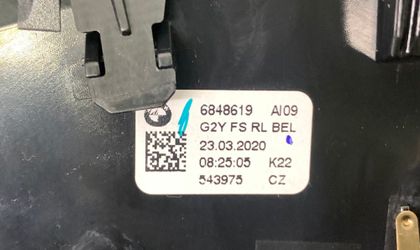 6848619 AI09
G2Y FS RL BEL
23.03.2020
08:25:05 K22
543975 CZ